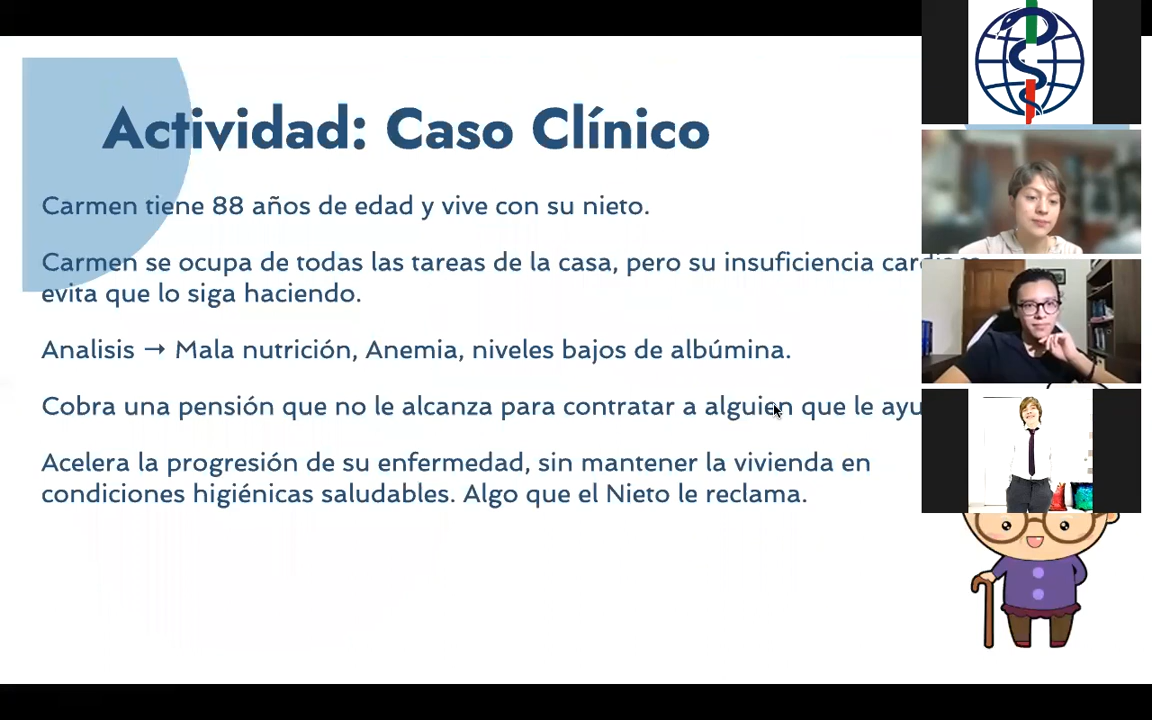 Actividad: Caso Clínico
Carmen tiene 88 años de edad y vive con su nieto.
Carmen se ocupa de todas las tareas de la casa, pero su insuficiencia
evita que lo siga haciendo.
Analisis → Mala nutrición, Anemia, niveles bajos de albúmina.
Cobra una pensión que no le alcanza para contratar a alguien que le
Acelera la progresión de su enfermedad, sin mantener la vivienda en
condiciones higiénicas saludables. Algo que el Nieto le reclama.